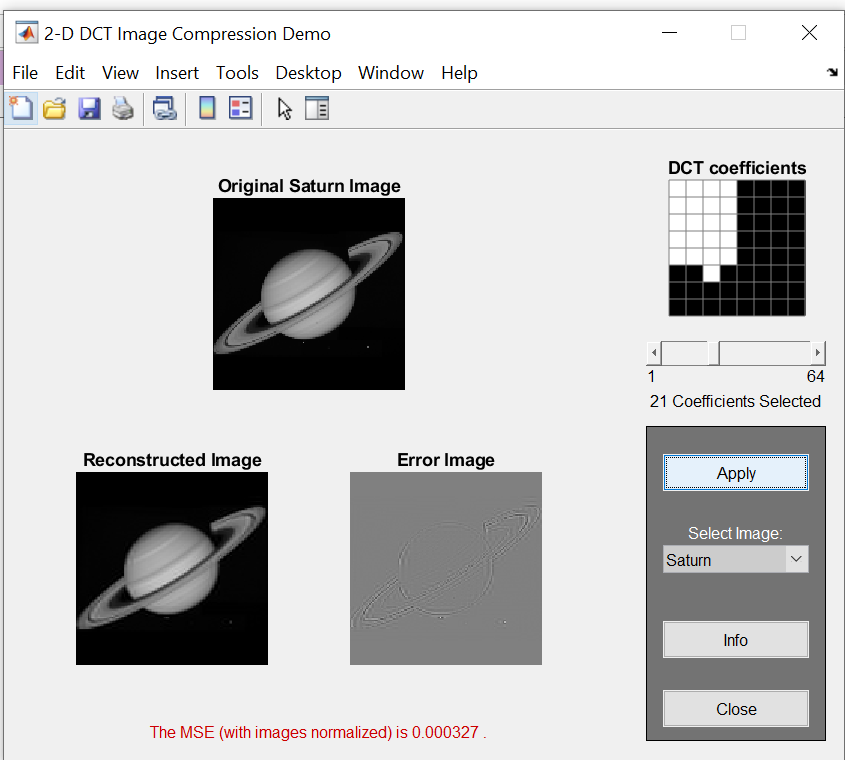 2-D DCT Image Compression Demo
File Edit View Insert Tools Desktop Window Help
DCT coefficients
Original Saturn Image
1 64
21 Coefficients Selected
Reconstructed Image Error Image
Apply
Select Image:
Saturn
Info
Close
The MSE (with images normalized) is 0.000327 .